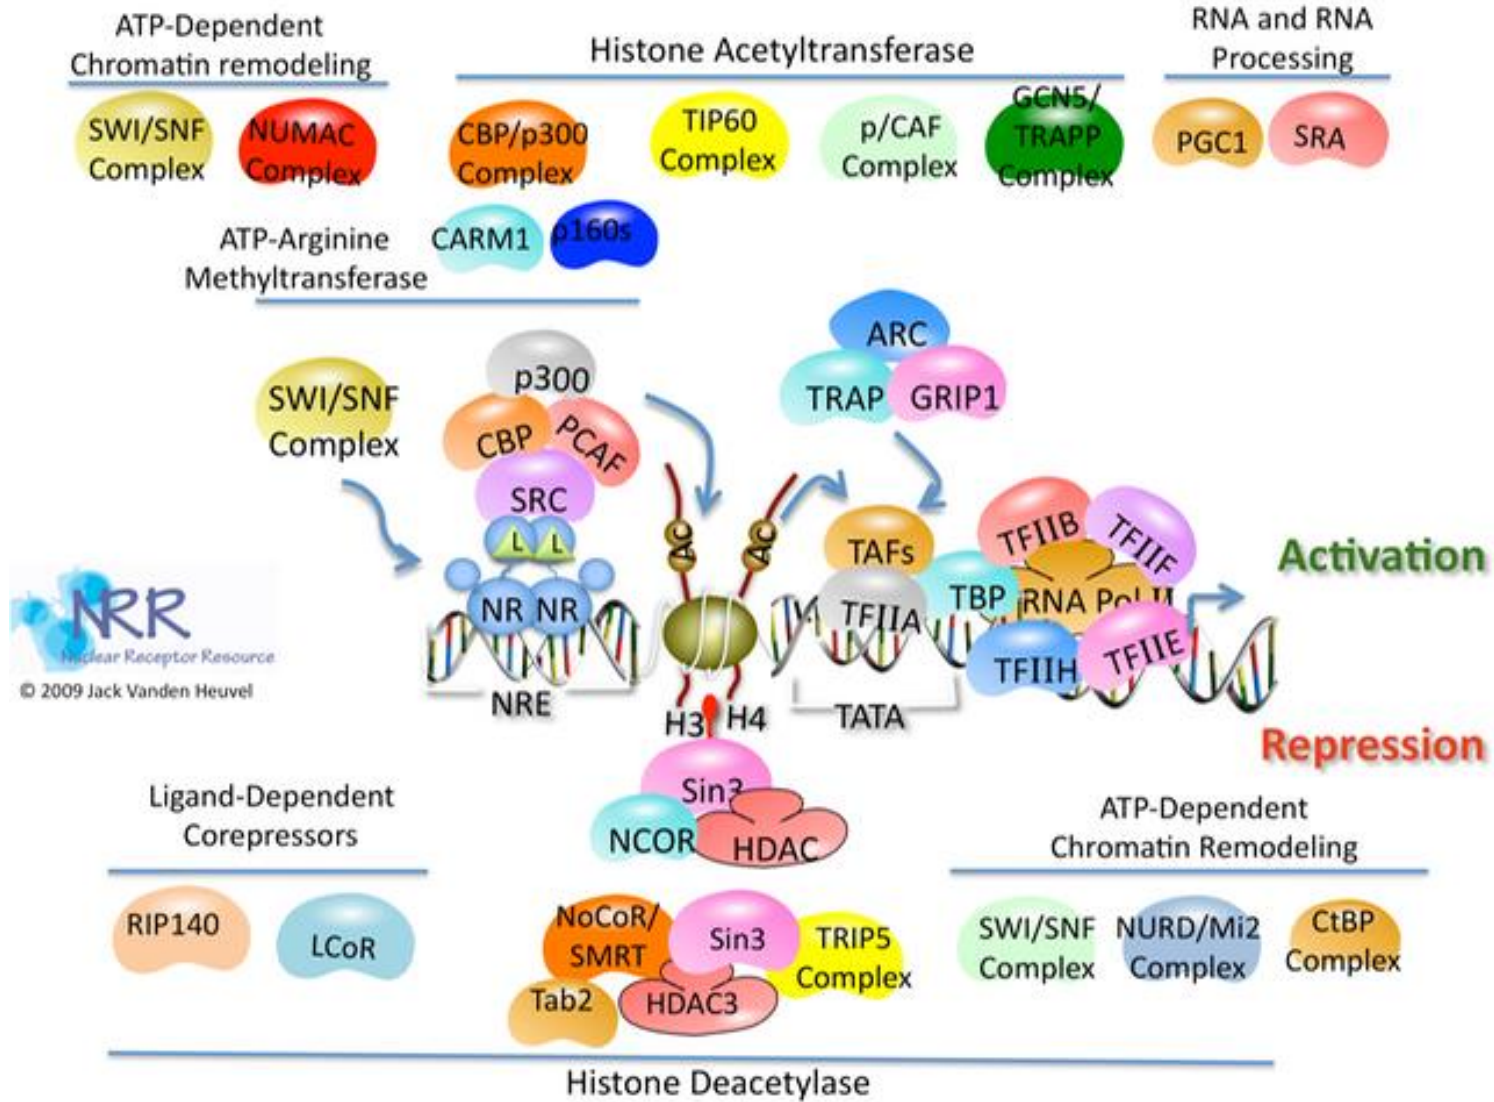 ATP-Dependent
Chromatin remodeling
Histone Acetyltransferase
RNA and RNA
Processing
SWI/SNF
Complex
NUMAC
Complex
CBP/p300
Complex
TIP60
Complex
p/CAF
Complex
GCN5/
TRAPP
Complex
PGC1
SRA
ATP-Arginine
Methyltransferase
CARM1
p160s
SWI/SNF
Complex
p300
CBP
PCAF
SRC
L
L
NR
NR
NRE
Ac
Ac
H3
H4
ARC
TRAP
GRIP1
TAFs
TFIIA
TBP
TATA
TFIIB
TFIIF
RNA Pol II
TFIIH
TFIIE
Activation
Repression
NRR
Nuclear Receptor Resource
© 2009 Jack Vanden Heuvel
Sin3
NCOR
HDAC
Ligand-Dependent
Corepressors
RIP140
LCoR
NoCoR/
SMRT
Sin3
TRIP5
Complex
Tab2
HDAC3
ATP-Dependent
Chromatin Remodeling
SWI/SNF
Complex
NURD/Mi2
Complex
CtBP
Complex
Histone Deacetylase